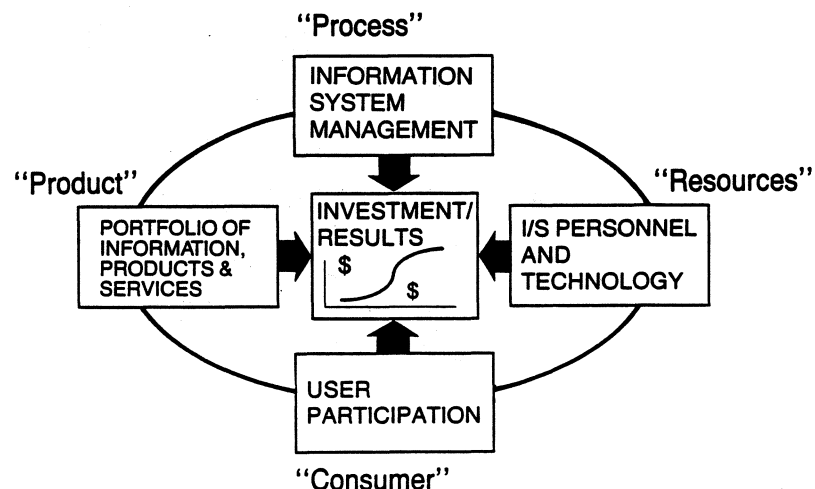 “Process”
INFORMATION
SYSTEM
MANAGEMENT
“Product”
“Resources”
PORTFOLIO OF
INFORMATION,
PRODUCTS &
SERVICES
INVESTMENT/
RESULTS
$
$
I/S PERSONNEL
AND
TECHNOLOGY
USER
PARTICIPATION
“Consumer”